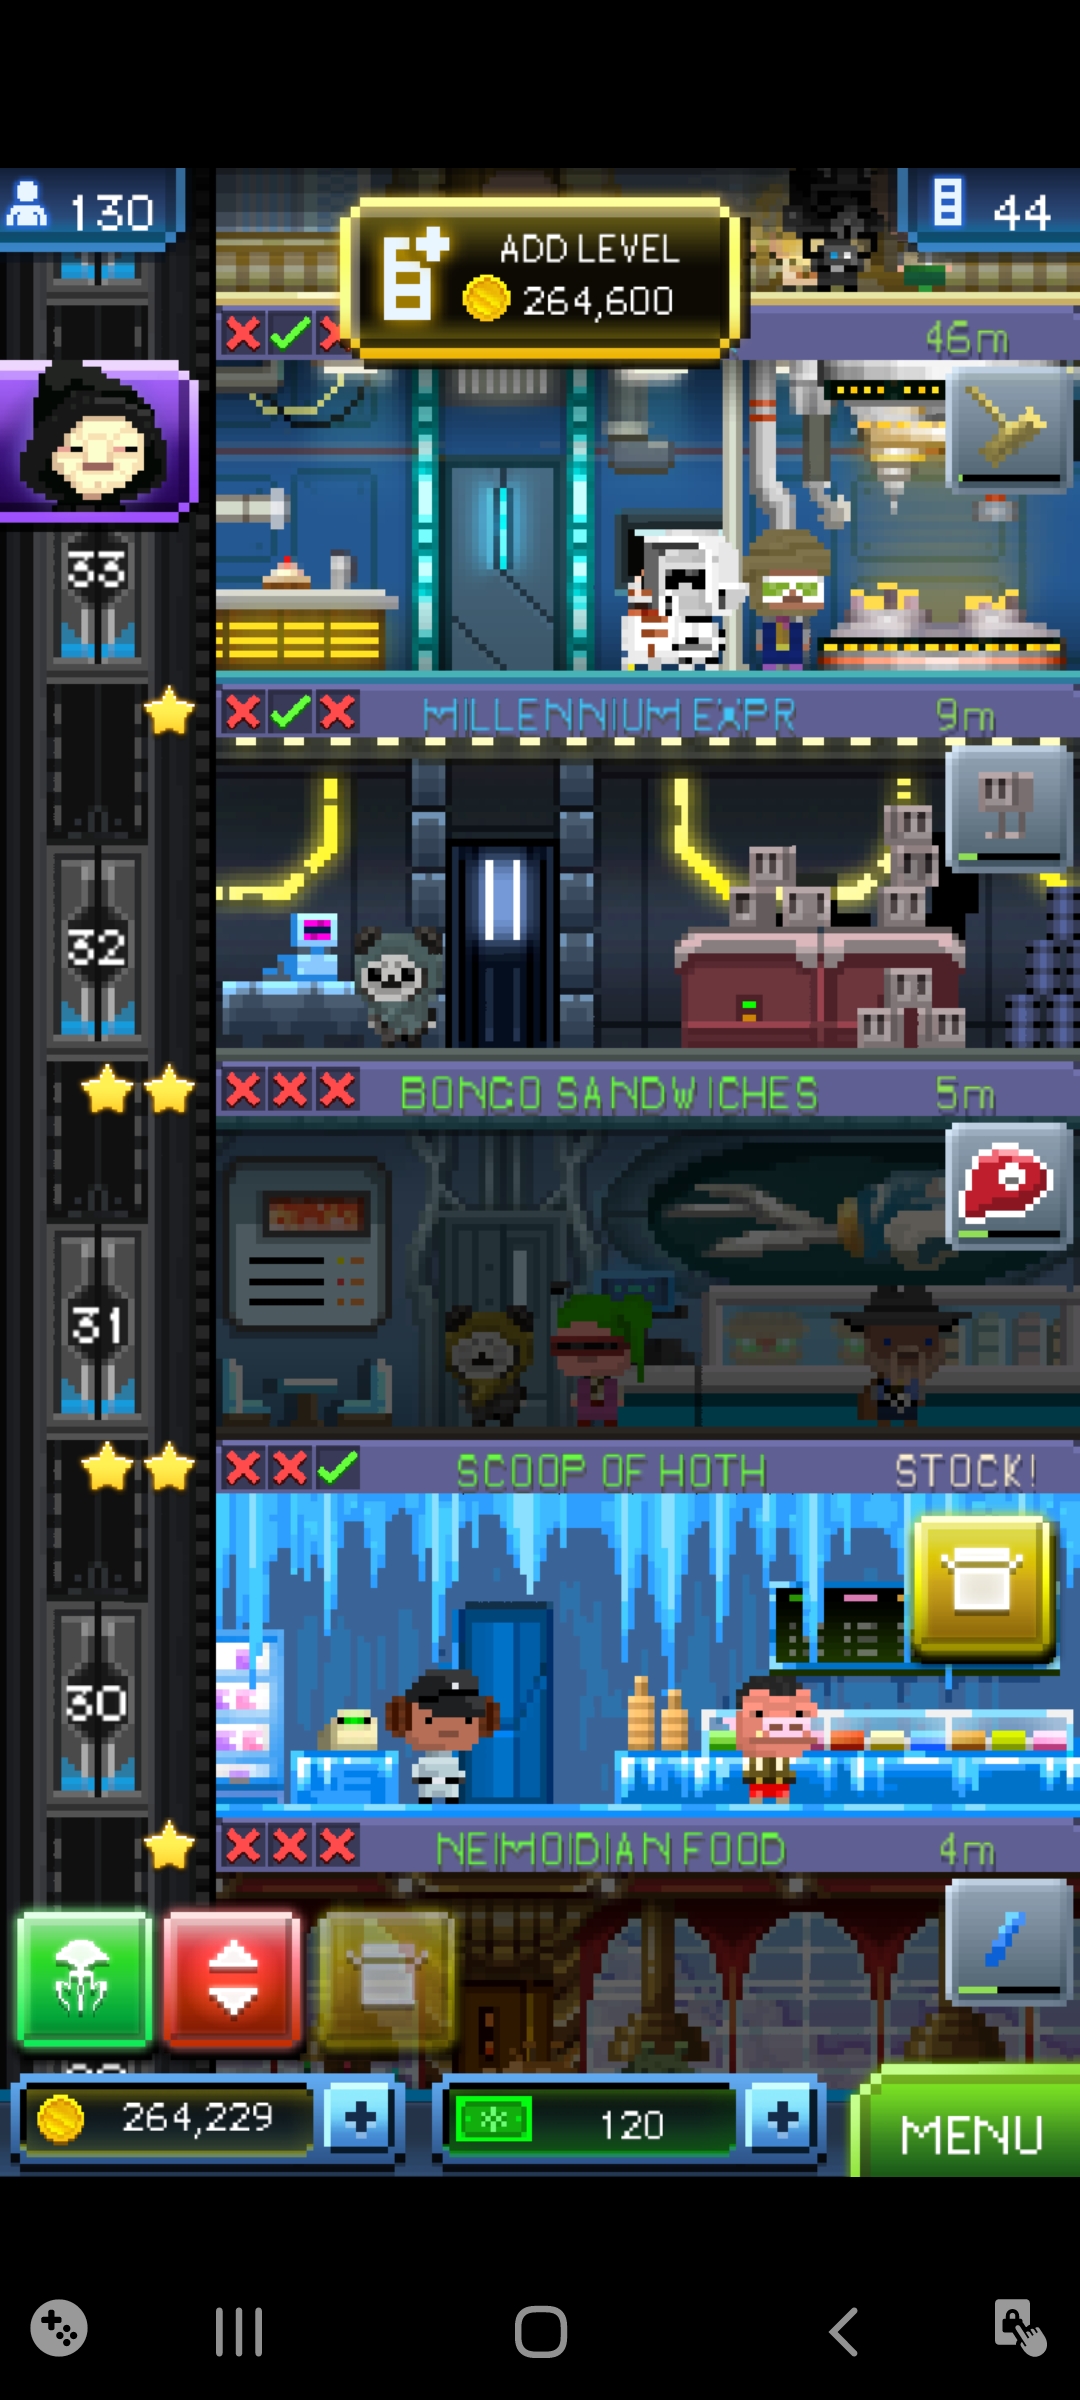 130
ADD LEVEL
264,600
44
46m
33
MILLENNIUM EXPR
9m
32
BONGO SANDWICHES
5m
31
SCOOP OF HOTH
STOCK!
30
NEIMOIDIAN FOOD
4m
264,229
120
MENU